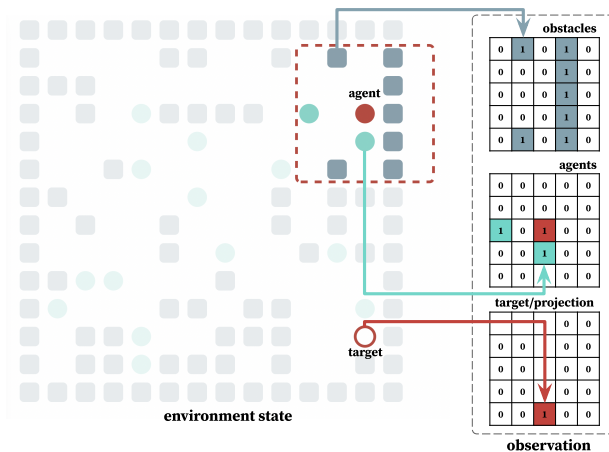 obstacles
0 1 0 1 0
0 0 0 1 0
0 0 0 1 0
0 0 0 1 0
0 1 0 1 0
agent
agents
0 0 0 0 0
0 0 0 0 0
1 0 1 0 0
0 0 1 0 0
0 0 0 0 0
target/projection
0 0
0 0 0 0
0 0 0 0
0 0 0 0
0 0 1 0 0
target
environment state
observation